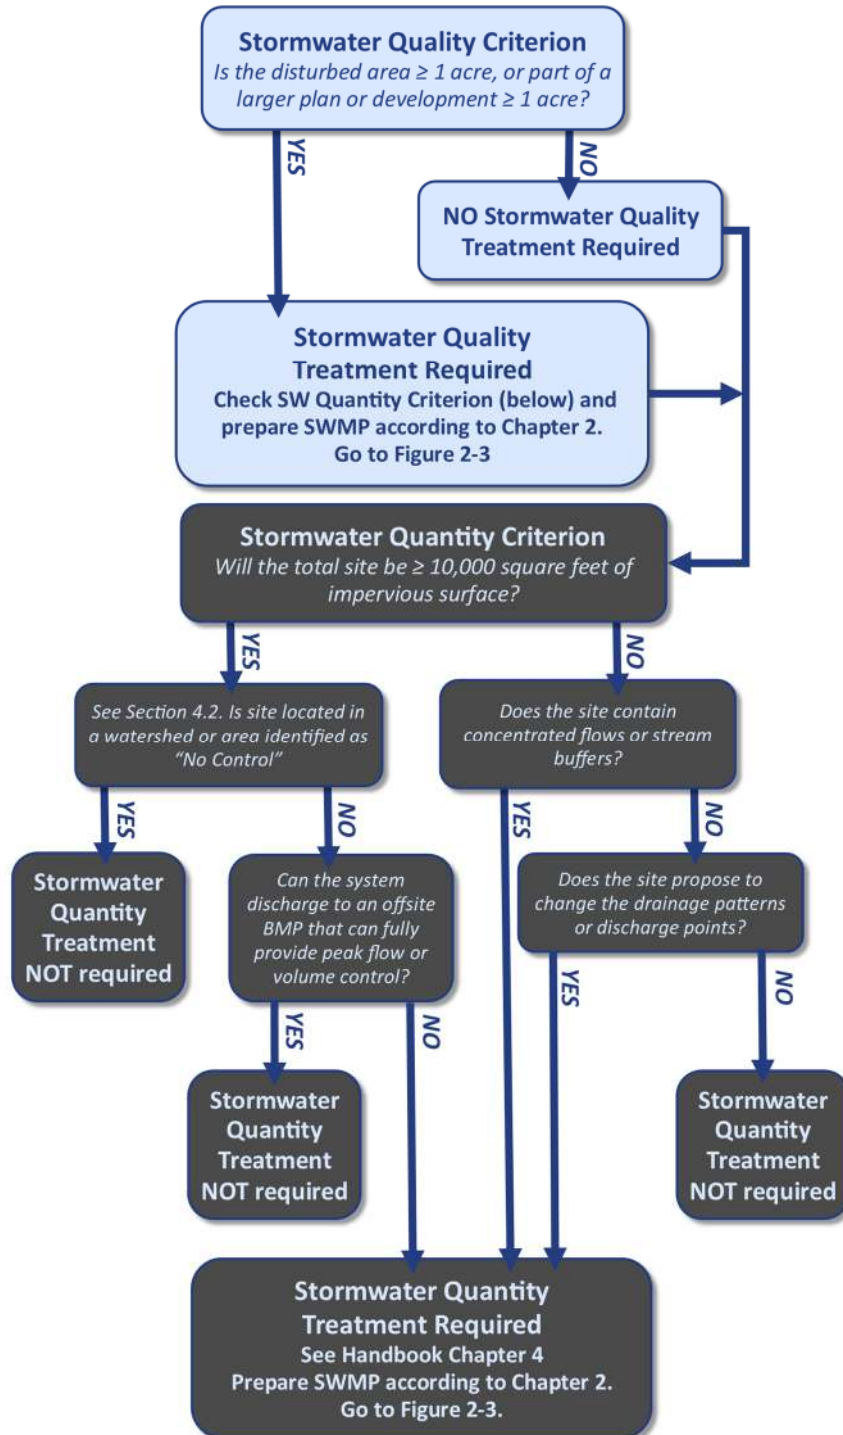 Stormwater Quality Criterion
Is the disturbed area ≥ 1 acre, or part of a
larger plan or development ≥ 1 acre?
YES
NO
NO Stormwater Quality
Treatment Required
Stormwater Quality
Treatment Required
Check SW Quantity Criterion (below) and
prepare SWMP according to Chapter 2.
Go to Figure 2-3
Stormwater Quantity Criterion
Will the total site be ≥ 10,000 square feet of
impervious surface?
YES
NO
See Section 4.2. Is site located in
a watershed or area identified as
“No Control”
Does the site contain
concentrated flows or stream
buffers?
YES
NO
YES
NO
Stormwater
Quantity
Treatment
NOT required
Can the system
discharge to an offsite
BMP that can fully
provide peak flow or
volume control?
Does the site propose to
change the drainage patterns
or discharge points?
YES
NO
YES
NO
Stormwater
Quantity
Treatment
NOT required
Stormwater
Quantity
Treatment
NOT required
Stormwater Quantity
Treatment Required
See Handbook Chapter 4
Prepare SWMP according to Chapter 2.
Go to Figure 2-3.